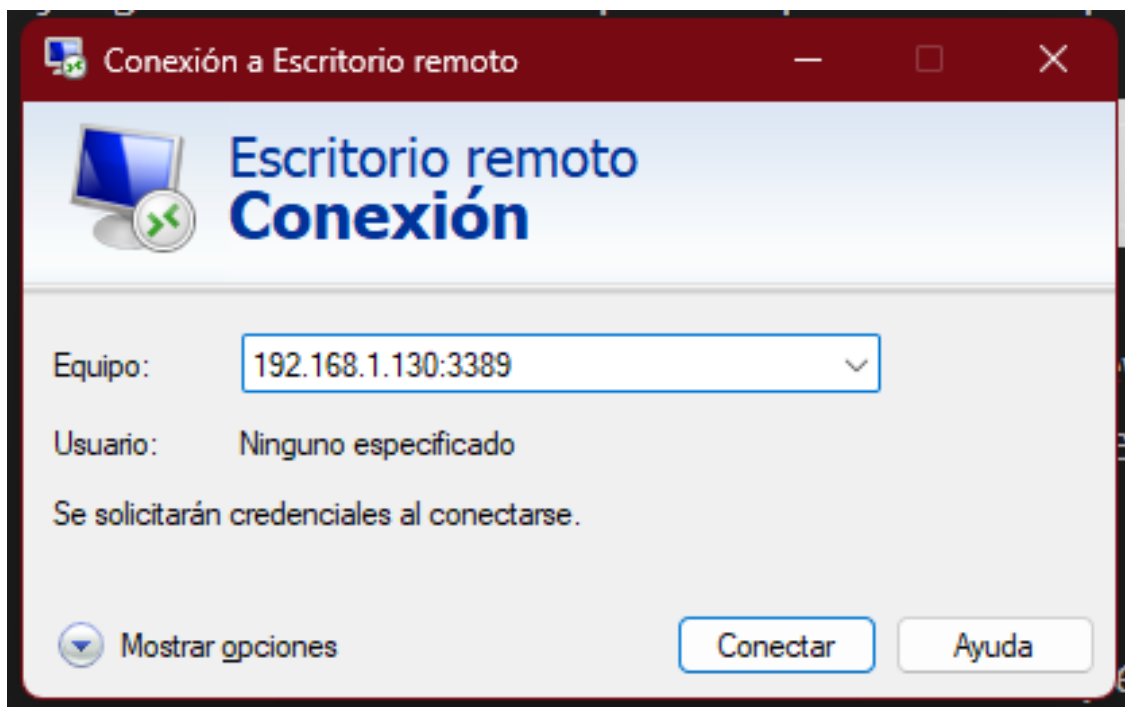 Conexión a Escritorio remoto
Escritorio remoto
Conexión
Equipo: 192.168.1.130:3389
Usuario: Ninguno especificado
Se solicitarán credenciales al conectarse.
Mostrar opciones Conectar Ayuda